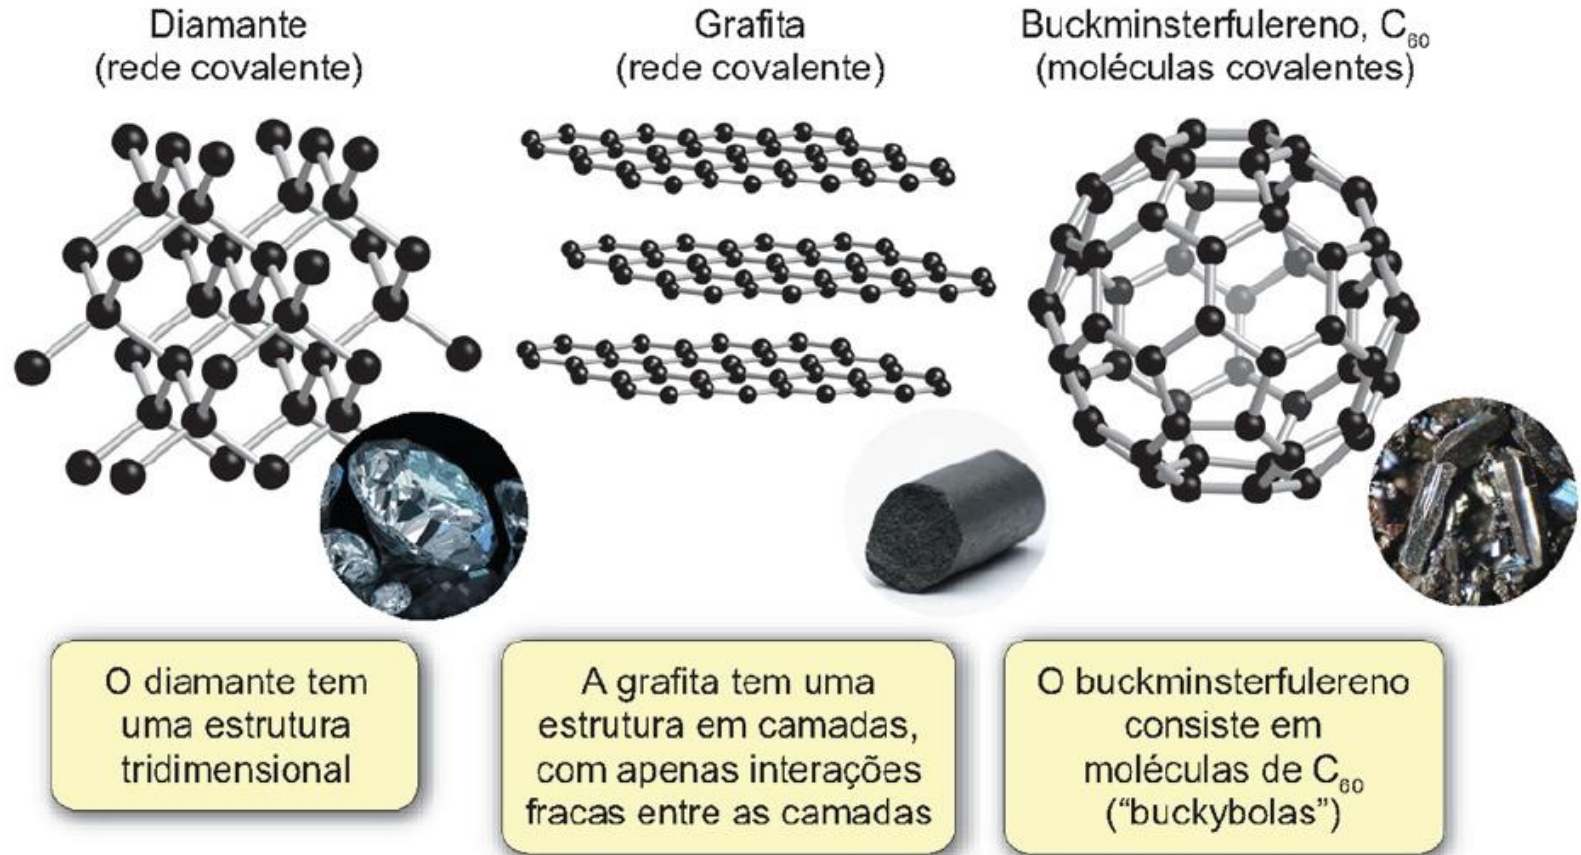 Diamante
(rede covalente)
Grafita
(rede covalente)
Buckminsterfulereno, C₆₀
(moléculas covalentes)
O diamante tem
uma estrutura
tridimensional
A grafita tem uma
estrutura em camadas,
com apenas interações
fracas entre as camadas
O buckminsterfulereno
consiste em
moléculas de C₆₀
(“buckybolas”)